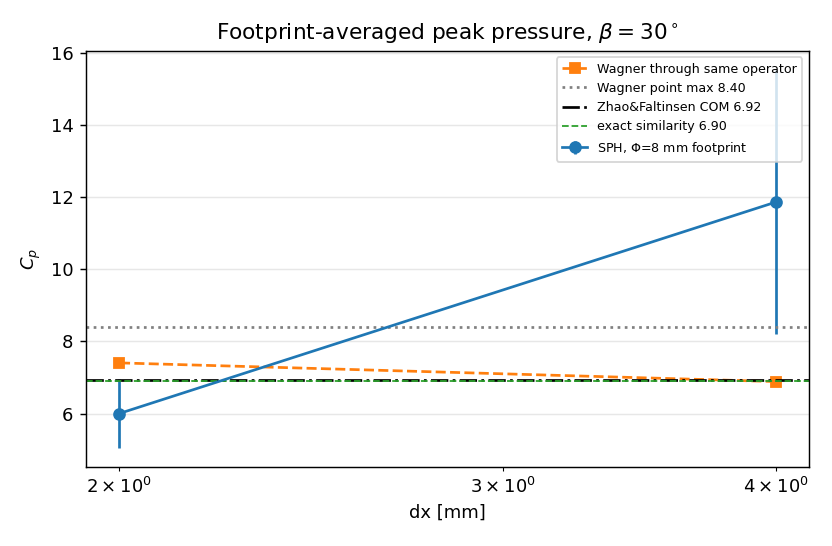 Footprint-averaged peak pressure, β = 30°
16
14
12
10
8
6
C_p
Wagner through same operator
Wagner point max 8.40
Zhao&Faltinsen COM 6.92
exact similarity 6.90
SPH, Φ=8 mm footprint
2 × 10⁰
3 × 10⁰
4 × 10⁰
dx [mm]